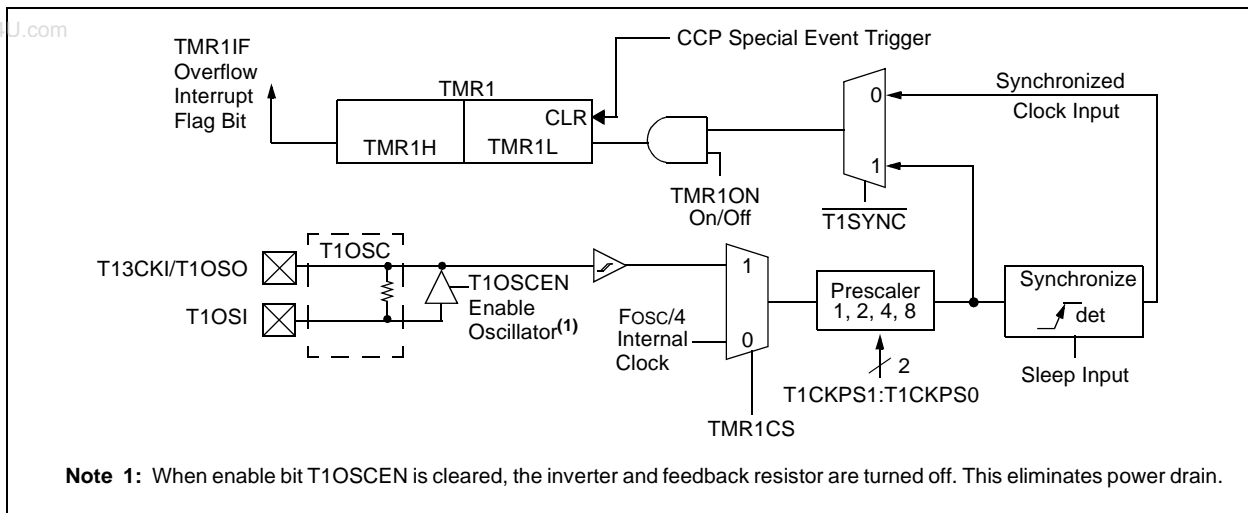 4U.com
TMR1IF
Overflow
Interrupt
Flag Bit
TMR1
CCP Special Event Trigger
CLR
TMR1H
TMR1L
TMR1ON
On/Off
0
1
T1SYNC
Synchronized
Clock Input
T13CKI/T1OSO
T1OSI
T1OSC
T1OSCEN
Enable
Oscillator(1)
FOSC/4
Internal
Clock
1
0
TMR1CS
Prescaler
1, 2, 4, 8
2
T1CKPS1:T1CKPS0
Synchronize
det
Sleep Input
Note 1: When enable bit T1OSCEN is cleared, the inverter and feedback resistor are turned off. This eliminates power drain.